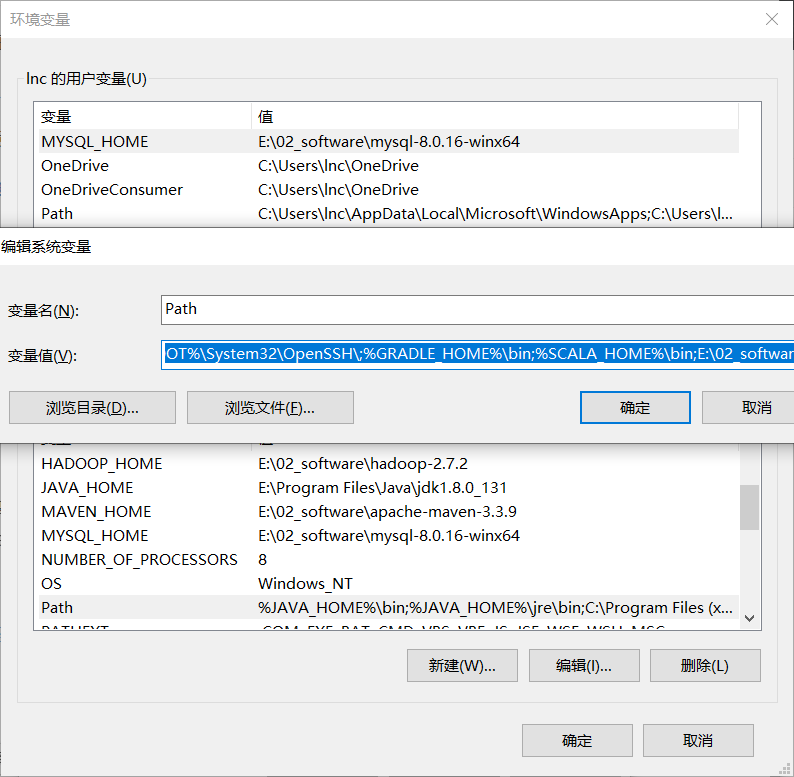 环境变量
lnc 的用户变量(U)
变量 值
MYSQL_HOME E:\02_software\mysql-8.0.16-winx64
OneDrive C:\Users\lnc\OneDrive
OneDriveConsumer C:\Users\lnc\OneDrive
Path C:\Users\lnc\AppData\Local\Microsoft\WindowsApps;C:\Users\l...
编辑系统变量
变量名(N): Path
变量值(V): OT%\System32\OpenSSH\;%GRADLE_HOME%\bin;%SCALA_HOME%\bin;E:\02_softwar
浏览目录(D)... 浏览文件(F)... 确定 取消
HADOOP_HOME E:\02_software\hadoop-2.7.2
JAVA_HOME E:\Program Files\Java\jdk1.8.0_131
MAVEN_HOME E:\02_software\apache-maven-3.3.9
MYSQL_HOME E:\02_software\mysql-8.0.16-winx64
NUMBER_OF_PROCESSORS 8
OS Windows_NT
Path %JAVA_HOME%\bin;%JAVA_HOME%\jre\bin;C:\Program Files (x...
新建(W)... 编辑(I)... 删除(L)
确定 取消